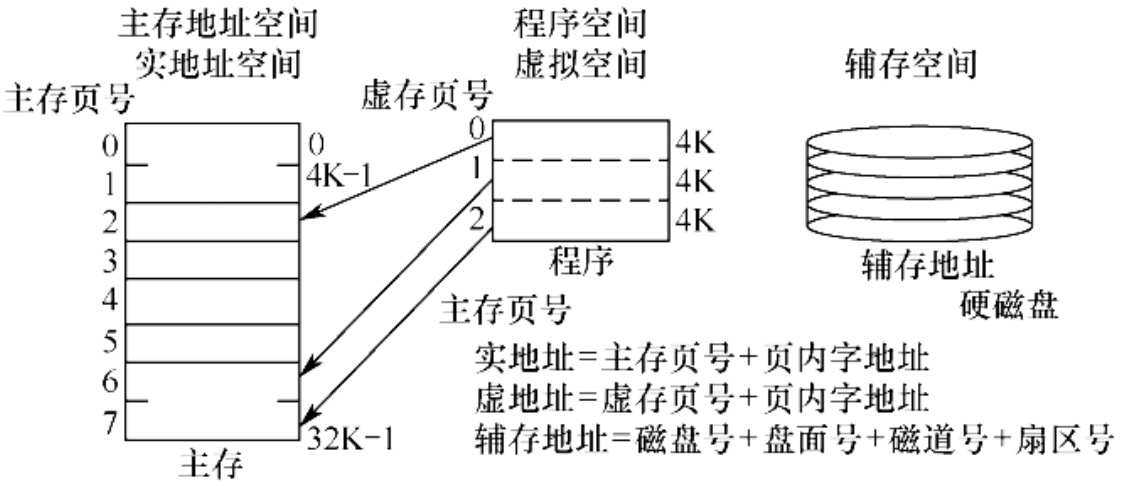 主存地址空间
实地址空间
主存页号
0
1
2
3
4
5
6
7
0
4K-1
32K-1
主存
程序空间
虚拟空间
虚存页号
0
1
2
4K
4K
4K
程序
辅存空间
辅存地址
硬磁盘
主存页号
实地址=主存页号+页内字地址
虚地址=虚存页号+页内字地址
辅存地址=磁盘号+盘面号+磁道号+扇区号